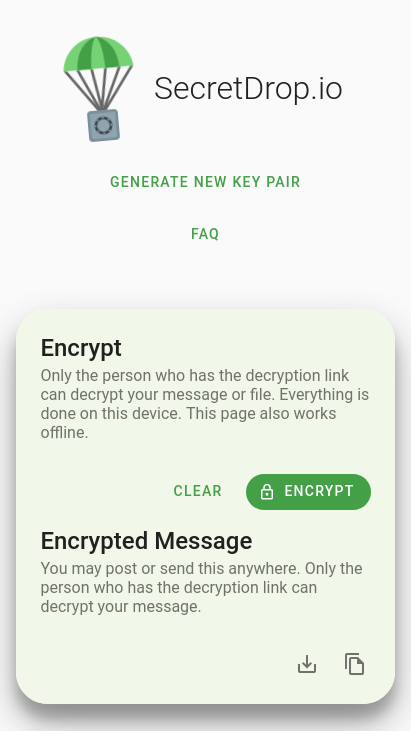 SecretDrop.io
GENERATE NEW KEY PAIR
FAQ
Encrypt
Only the person who has the decryption link
can decrypt your message or file. Everything is
done on this device. This page also works
offline.
CLEAR
ENCRYPT
Encrypted Message
You may post or send this anywhere. Only the
person who has the decryption link can
decrypt your message.